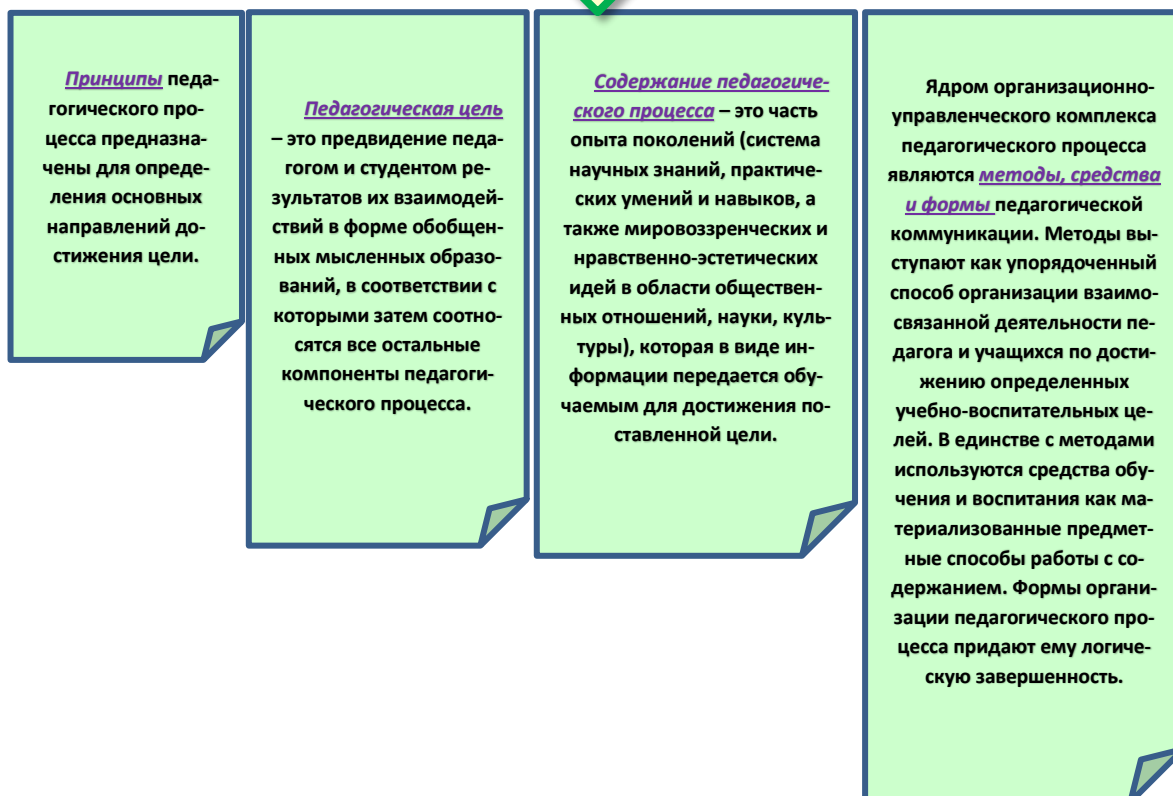 Принципы педа-
гогического про-
цесса предназна-
чены для опреде-
ления основных
направлений до-
стижения цели.
Педагогическая цель
– это предвидение педа-
гогом и студентом ре-
зультатов их взаимодей-
ствий в форме обобщен-
ных мысленных образо-
ваний, в соответствии с
которыми затем соотно-
сятся все остальные
компоненты педагоги-
ческого процесса.
Содержание педагогиче-
ского процесса – это часть
опыта поколений (система
научных знаний, практиче-
ских умений и навыков, а
также мировоззренческих и
нравственно-эстетических
идей в области обществен-
ных отношений, науки, куль-
туры), которая в виде ин-
формации передается обу-
чаемым для достижения по-
ставленной цели.
Ядром организационно-
управленческого комплекса
педагогического процесса
являются методы, средства
и формы педагогической
коммуникации. Методы вы-
ступают как упорядоченный
способ организации взаимо-
связанной деятельности пе-
дагога и учащихся по дости-
жению определенных
учебно-воспитательных це-
лей. В единстве с методами
используются средства обу-
чения и воспитания как ма-
териализованные предмет-
ные способы работы с со-
держанием. Формы органи-
зации педагогического про-
цесса придают ему логиче-
скую завершенность.